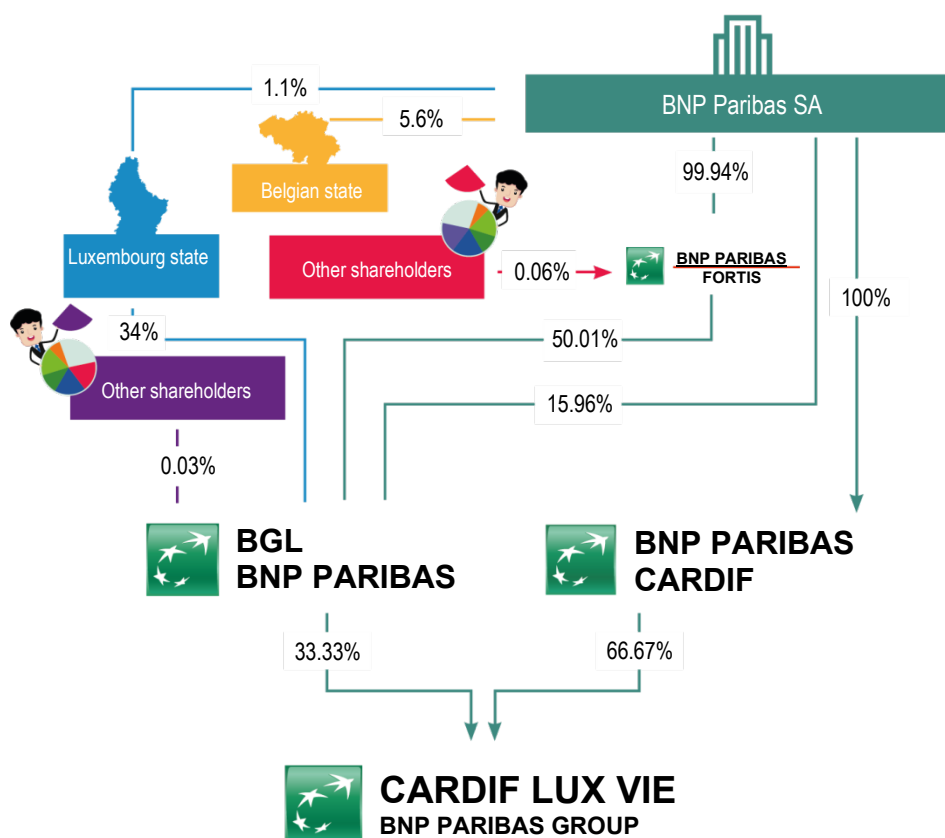 1.1%
BNP Paribas SA
5.6%
99.94%
Belgian state
Luxembourg state
Other shareholders
0.06%
BNP PARIBAS
FORTIS
100%
34%
50.01%
Other shareholders
15.96%
0.03%
BGL
BNP PARIBAS
BNP PARIBAS
CARDIF
33.33%
66.67%
CARDIF LUX VIE
BNP PARIBAS GROUP